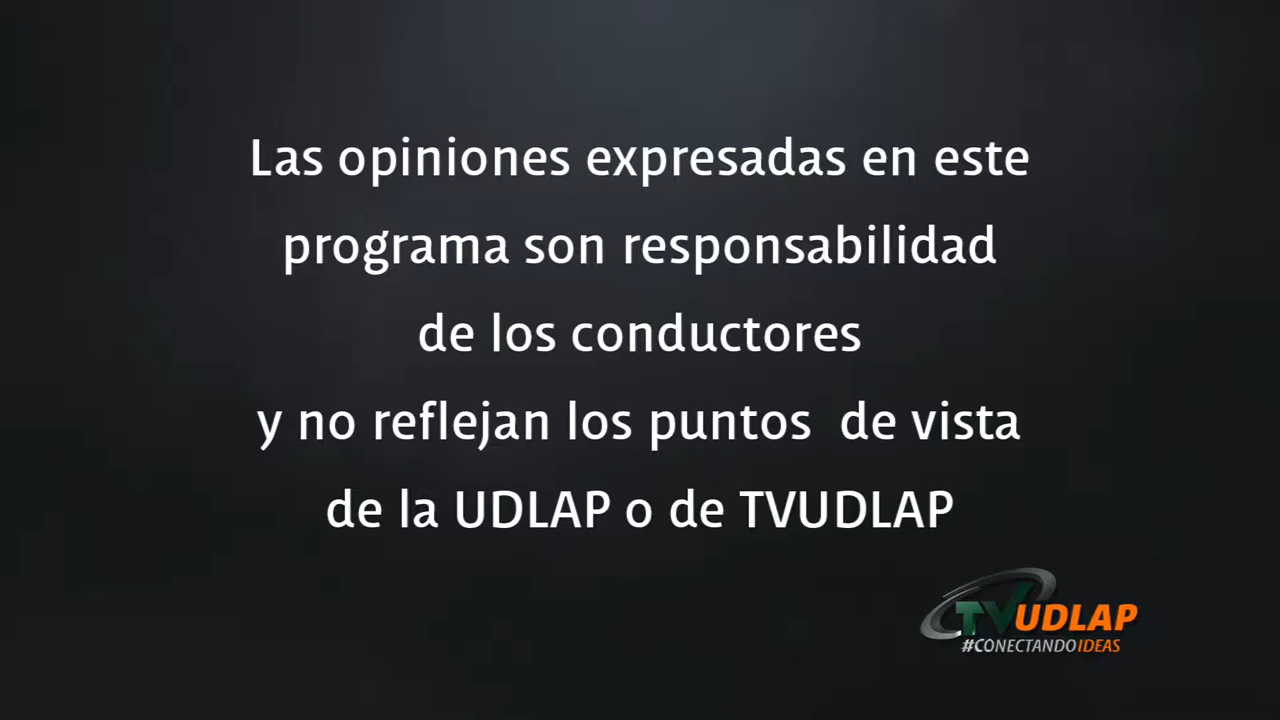 Las opiniones expresadas en este
programa son responsabilidad
de los conductores
y no reflejan los puntos  de vista
de la UDLAP o de TVUDLAP
TVUDLAP
#CONECTANDOIDEAS